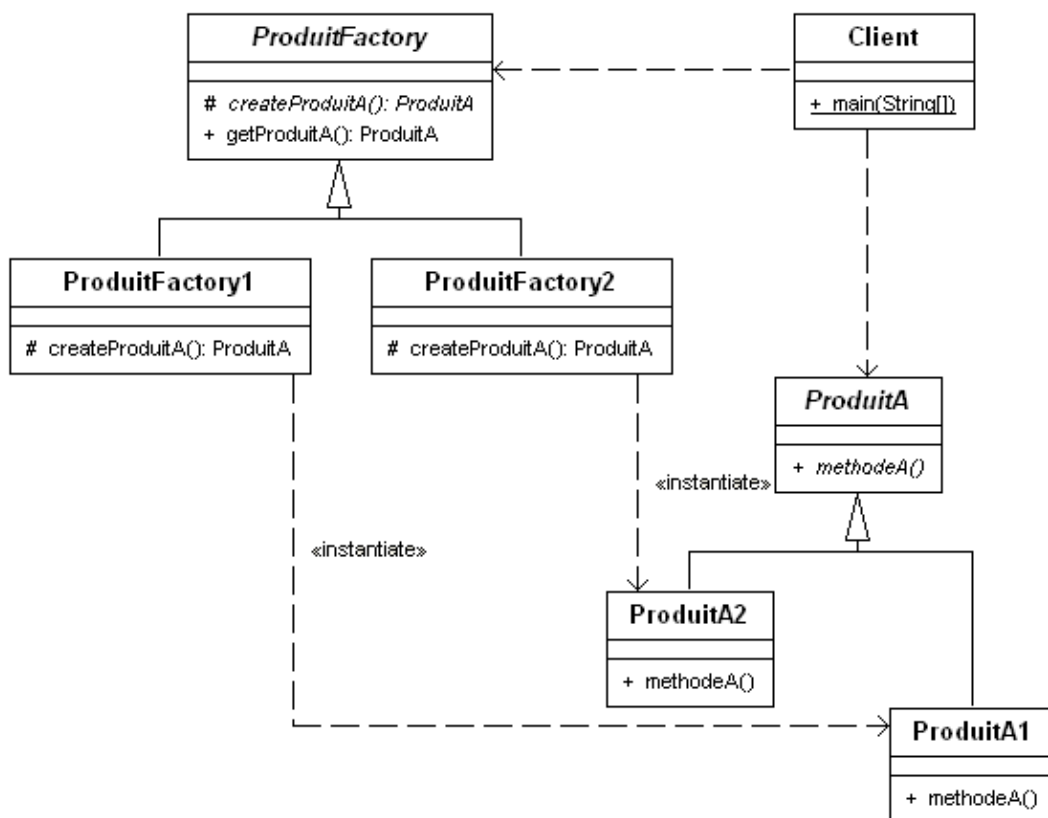 ProduitFactory
# createProduitA(): ProduitA
+ getProduitA(): ProduitA
Client
+ main(String[])
ProduitFactory1
# createProduitA(): ProduitA
ProduitFactory2
# createProduitA(): ProduitA
ProduitA
+ methodeA()
«instantiate»
«instantiate»
ProduitA2
+ methodeA()
ProduitA1
+ methodeA()